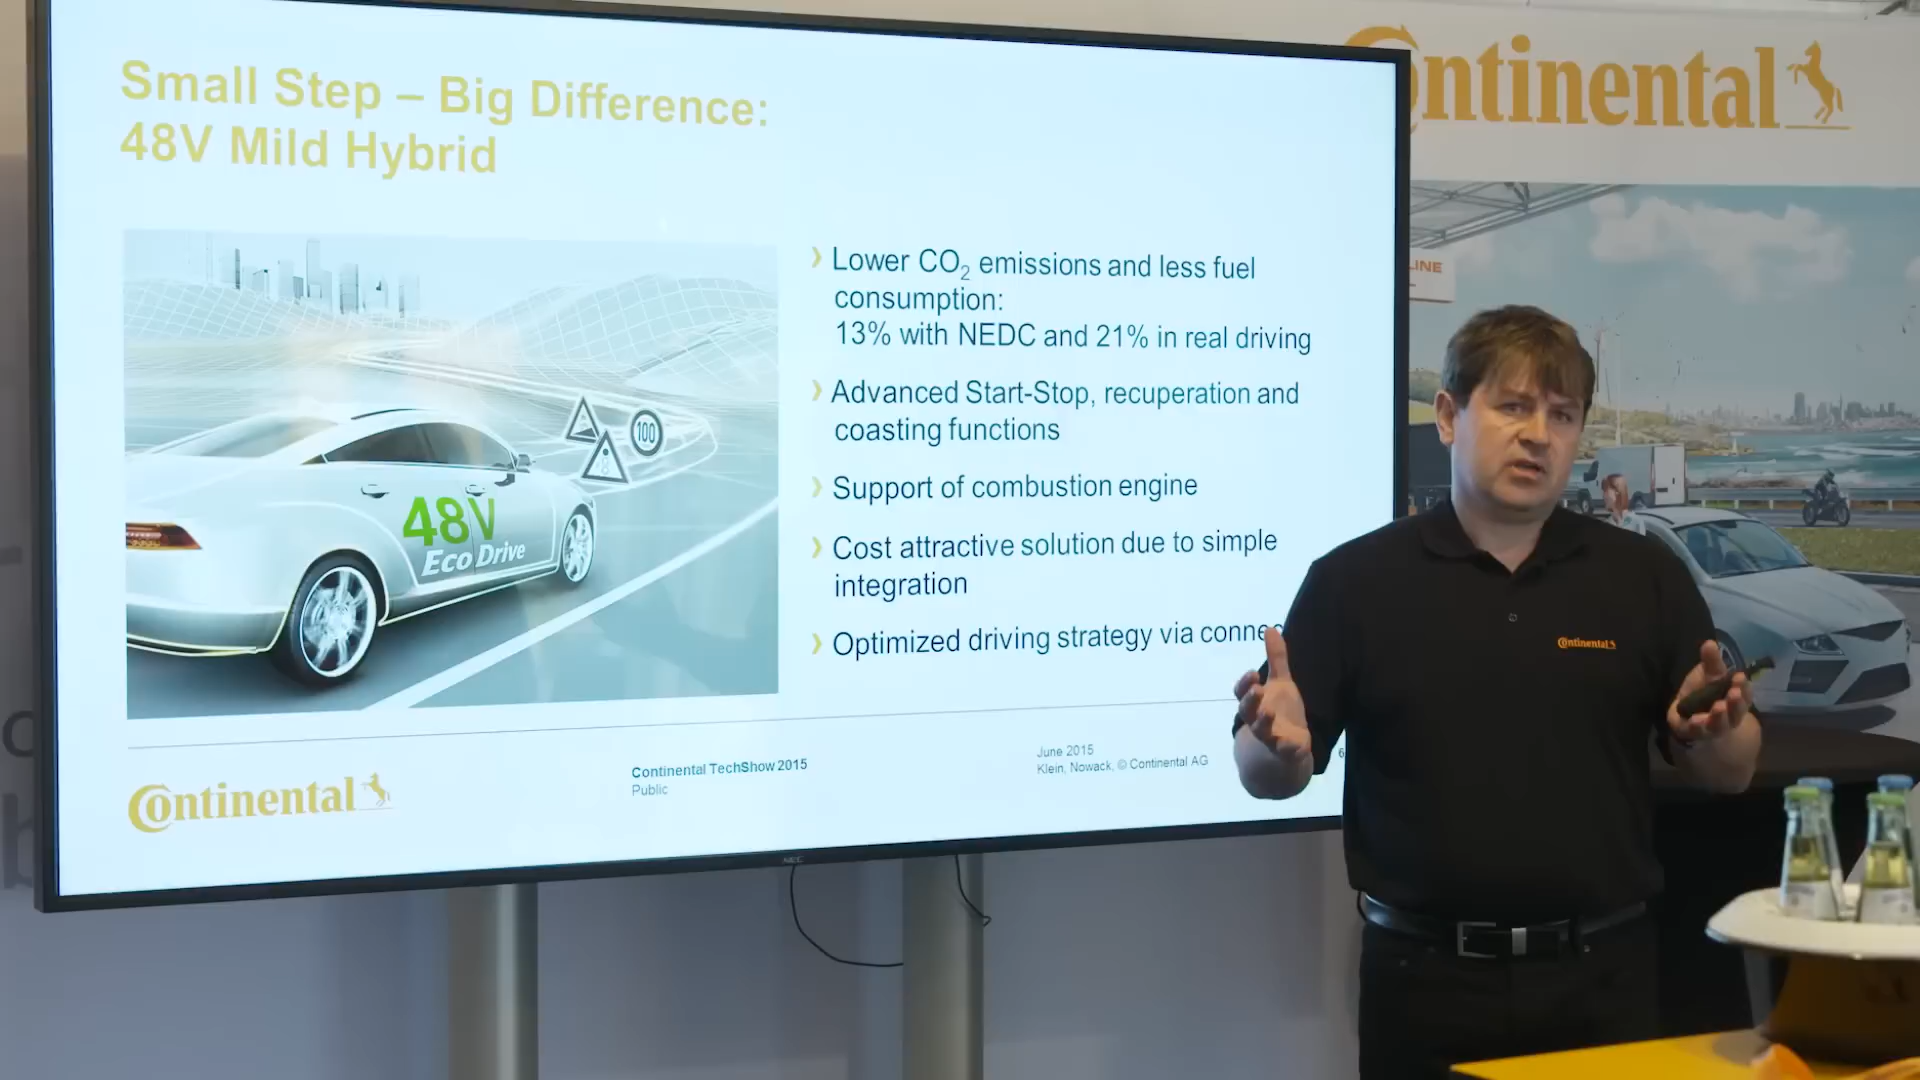 Small Step – Big Difference:
48V Mild Hybrid
Continental
LINE
› Lower CO₂ emissions and less fuel
consumption:
13% with NEDC and 21% in real driving
› Advanced Start-Stop, recuperation and
coasting functions
› Support of combustion engine
› Cost attractive solution due to simple
integration
› Optimized driving strategy via
100
48V
Eco Drive
Continental
Continental
Continental TechShow 2015
Public
June 2015
Klein, Nowack, © Continental AG
6
NEC